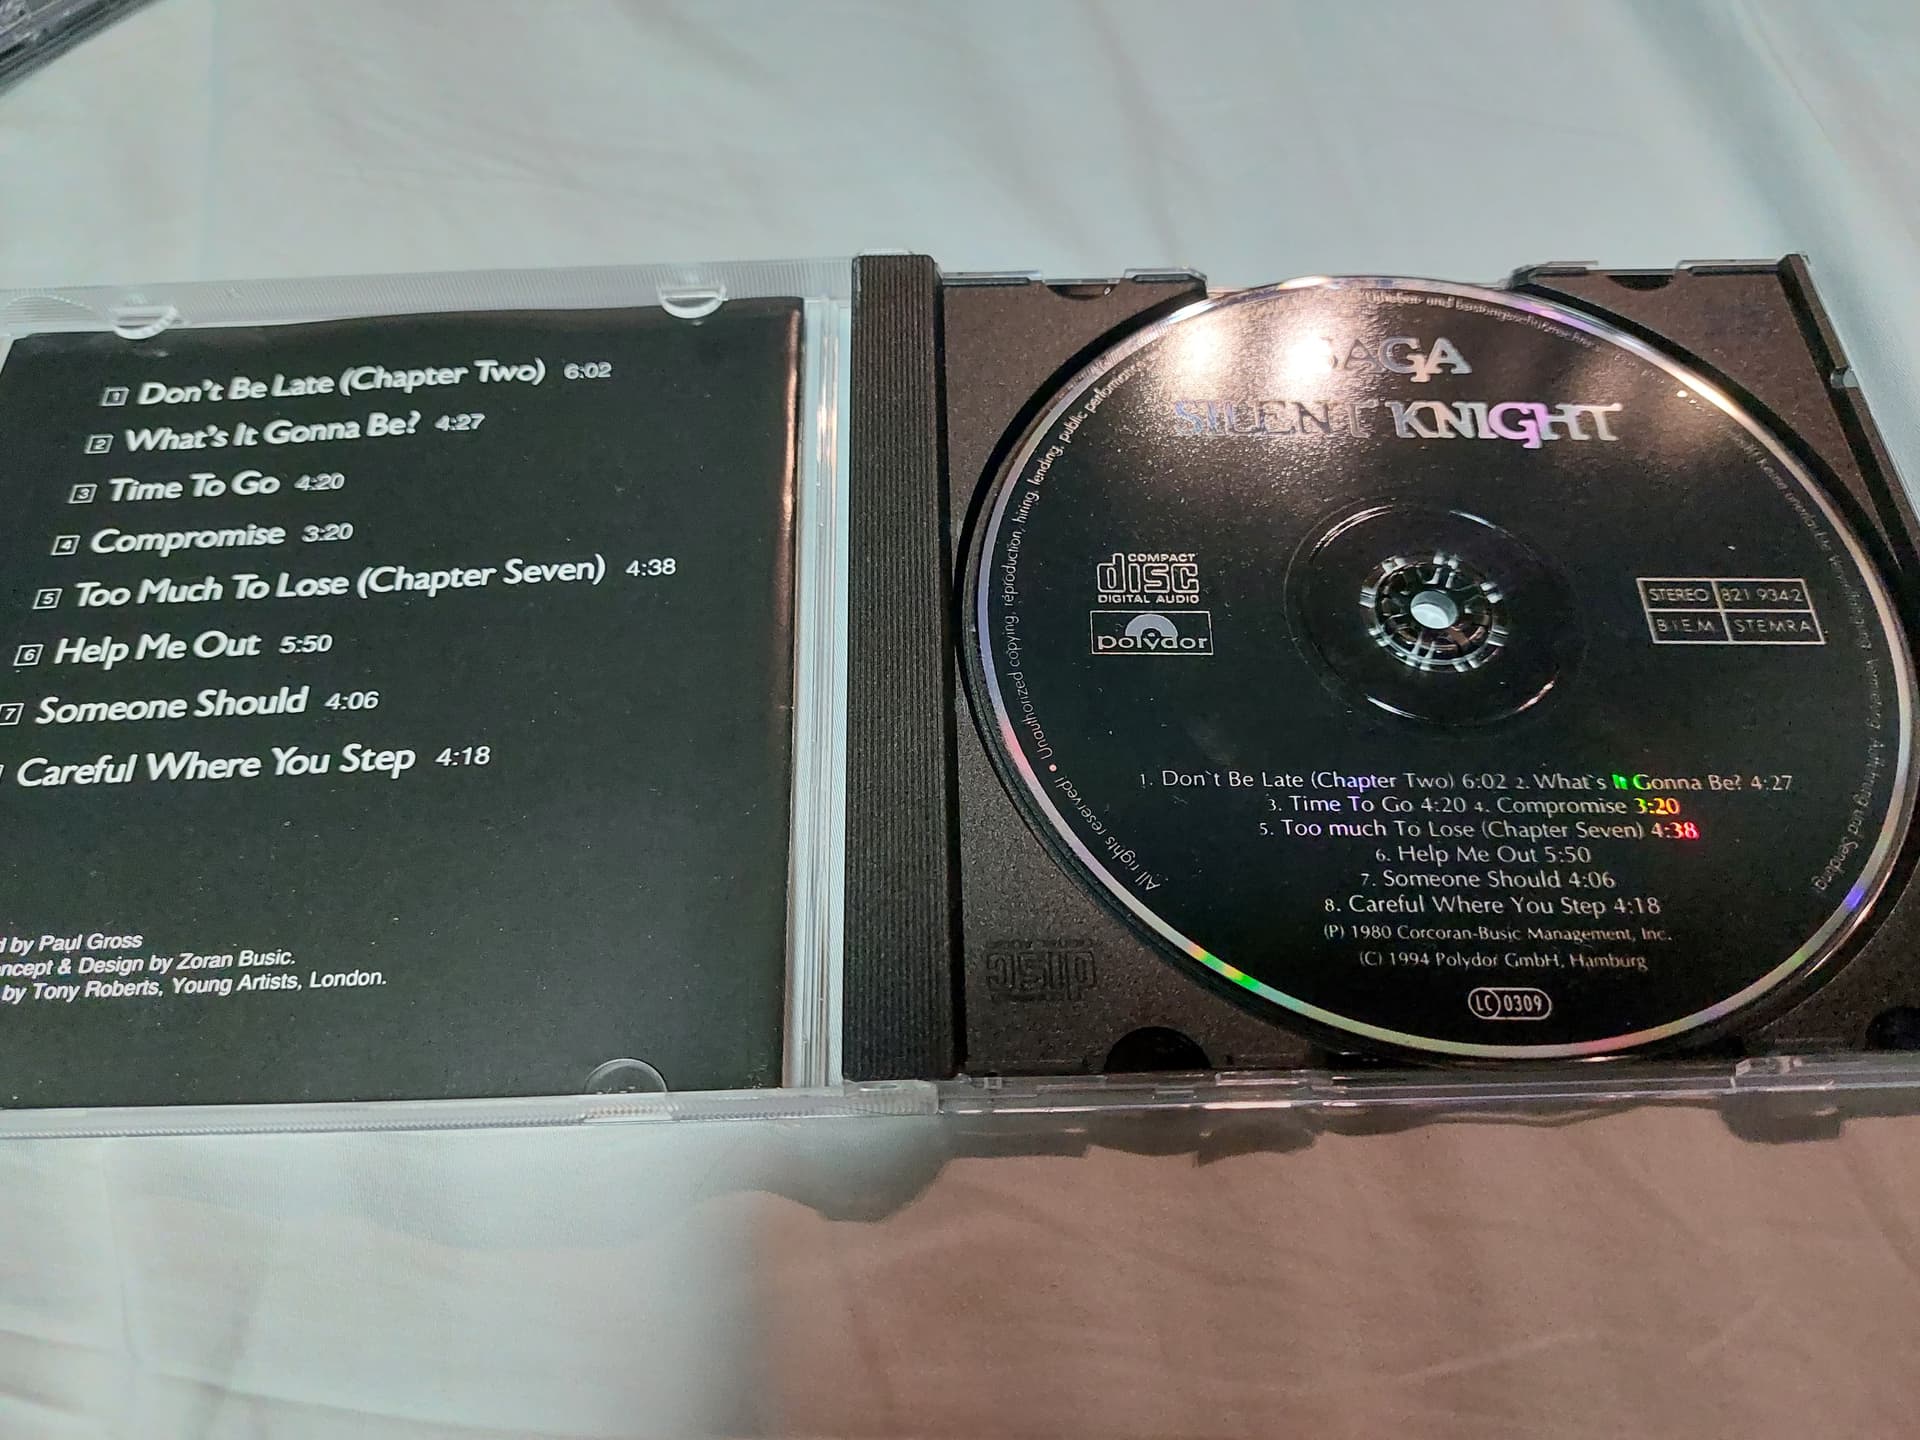 1 Don't Be Late (Chapter Two) 6:02
2 What's It Gonna Be? 4:27
3 Time To Go 4:20
4 Compromise 3:20
5 Too Much To Lose (Chapter Seven) 4:38
6 Help Me Out 5:50
7 Someone Should 4:06
Careful Where You Step 4:18
by Paul Gross
& Design by Zoran Busic.
by Tony Roberts, Young Artists, London.
SAGA
SILENT KNIGHT
COMPACT
disc
DIGITAL AUDIO
polydor
STEREO 821 934-2
BIEM STEMRA
1. Don`t Be Late (Chapter Two) 6:02 2. What`s It Gonna Be? 4:27
3. Time To Go 4:20 4. Compromise 3:20
5. Too much To Lose (Chapter Seven) 4:38
6. Help Me Out 5:50
7. Someone Should 4:06
8. Careful Where You Step 4:18
(P) 1980 Corcoran-Busic Management, Inc.
(C) 1994 Polydor GmbH, Hamburg
LC 0309
All rights reserved! • Unauthorized copying, reproduction, hiring, lending, public
disc